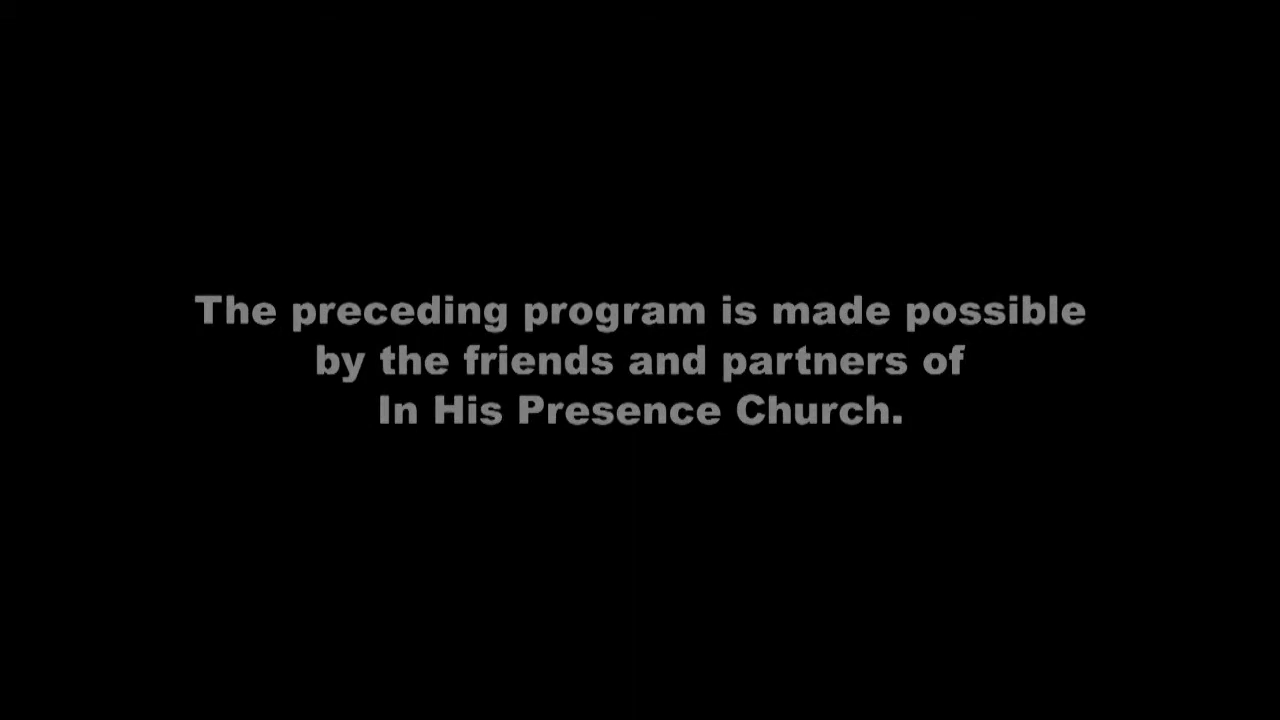 The preceding program is made possible
by the friends and partners of
In His Presence Church.